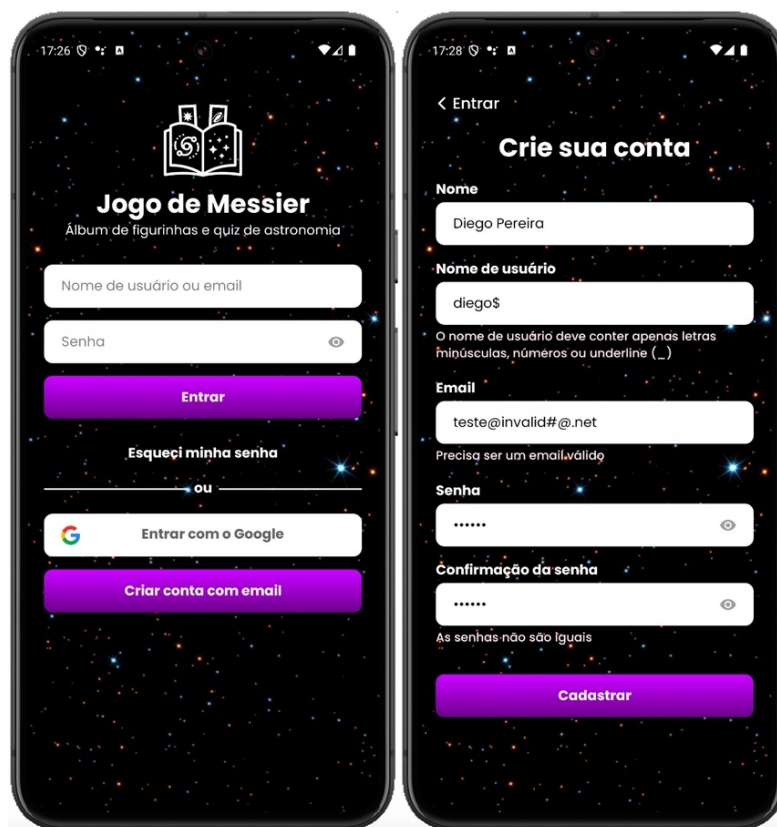 17:26
Jogo de Messier
Álbum de figurinhas e quiz de astronomia
Nome de usuário ou email
Senha
Entrar
Esqueci minha senha
ou
Entrar com o Google
Criar conta com email
17:28
< Entrar
Crie sua conta
Nome
Diego Pereira
Nome de usuário
diego$
O nome de usuário deve conter apenas letras
minúsculas, números ou underline (_)
Email
teste@invalid#@.net
Precisa ser um email válido
Senha
••••••
Confirmação da senha
••••••
As senhas não são iguais
Cadastrar